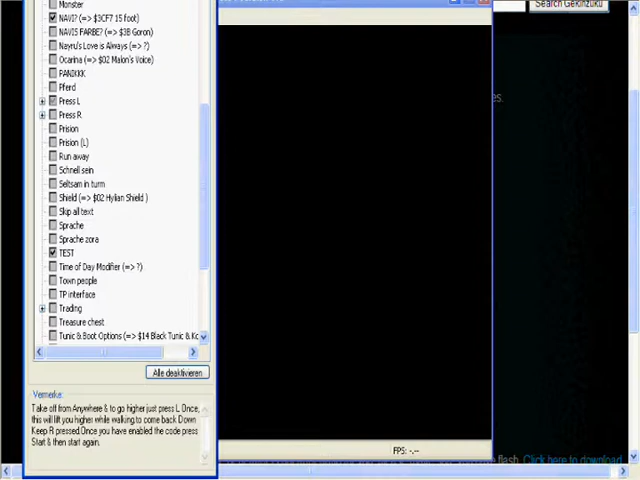 Monster
NAVI? (=> $3CF7 15 foot)
NAVIS FARBE? (=> $3B Goron)
Nayru's Love is Always (=> ?)
Ocarina (=> $02 Malon's Voice)
PANIKKK
Pferd
Press L
Press R
Prision
Prision (L)
Run away
Schnell sein
Seltsam in turm
Shield (=> $02 Hylian Shield )
Skip all text
Sprache
Sprache zora
TEST
Time of Day Modifier (=> ?)
Town people
TP interface
Trading
Treasure chest
Tunic & Boot Options (=> $14 Black Tunic & Ko
Alle deaktivieren
Vermerke:
Take off from Anywhere & to go higher just press L Once,
this will lift you higher while walking.to come back Down
Keep R pressed.Once you have enabled the code press
Start & then start again.
FPS: -.--
Search Gekinzuku
es.
flash. Click here to download